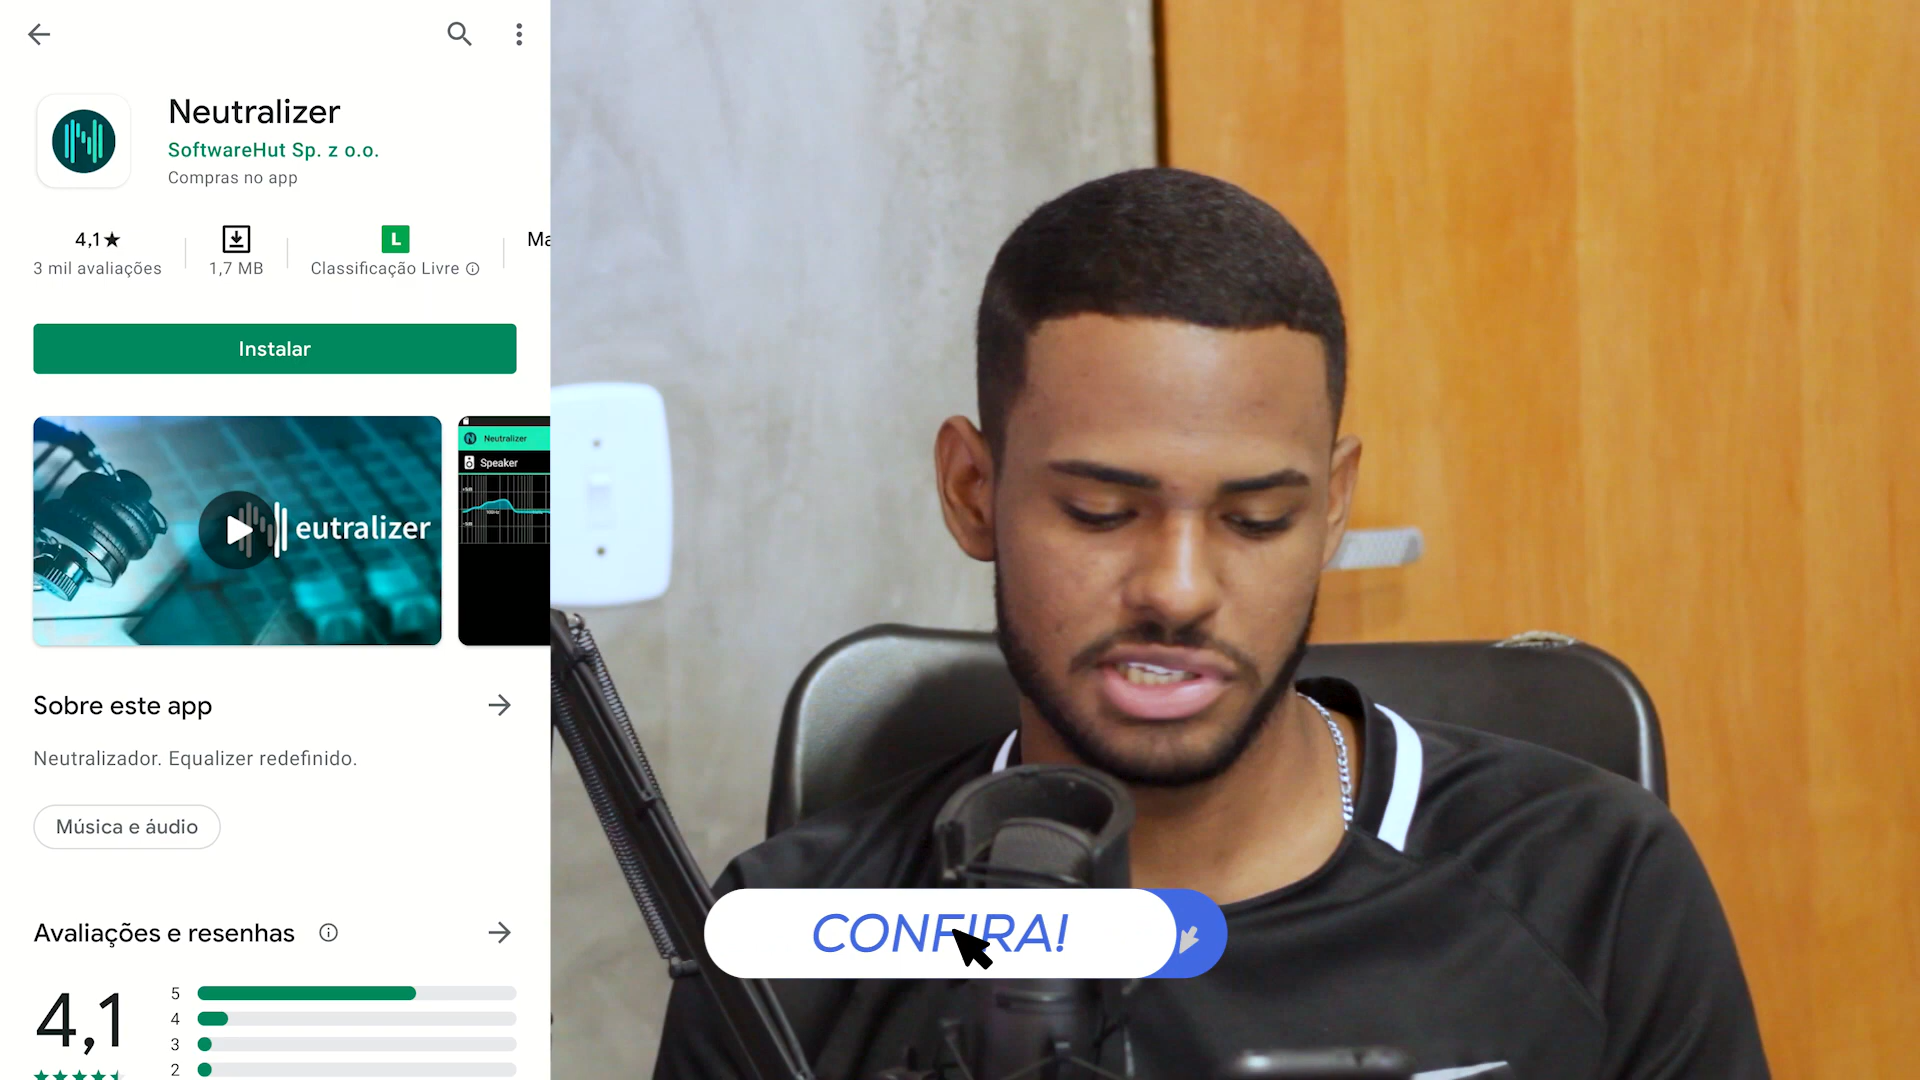 Neutralizer
SoftwareHut Sp. z o.o.
Compras no app
4,1★
3 mil avaliações
1,7 MB
L
Classificação Livre
Instalar
eutralizer
Neutralizer
Speaker
Sobre este app
Neutralizador. Equalizer redefinido.
Música e áudio
Avaliações e resenhas
4,1
5
4
3
2
CONFIRA!